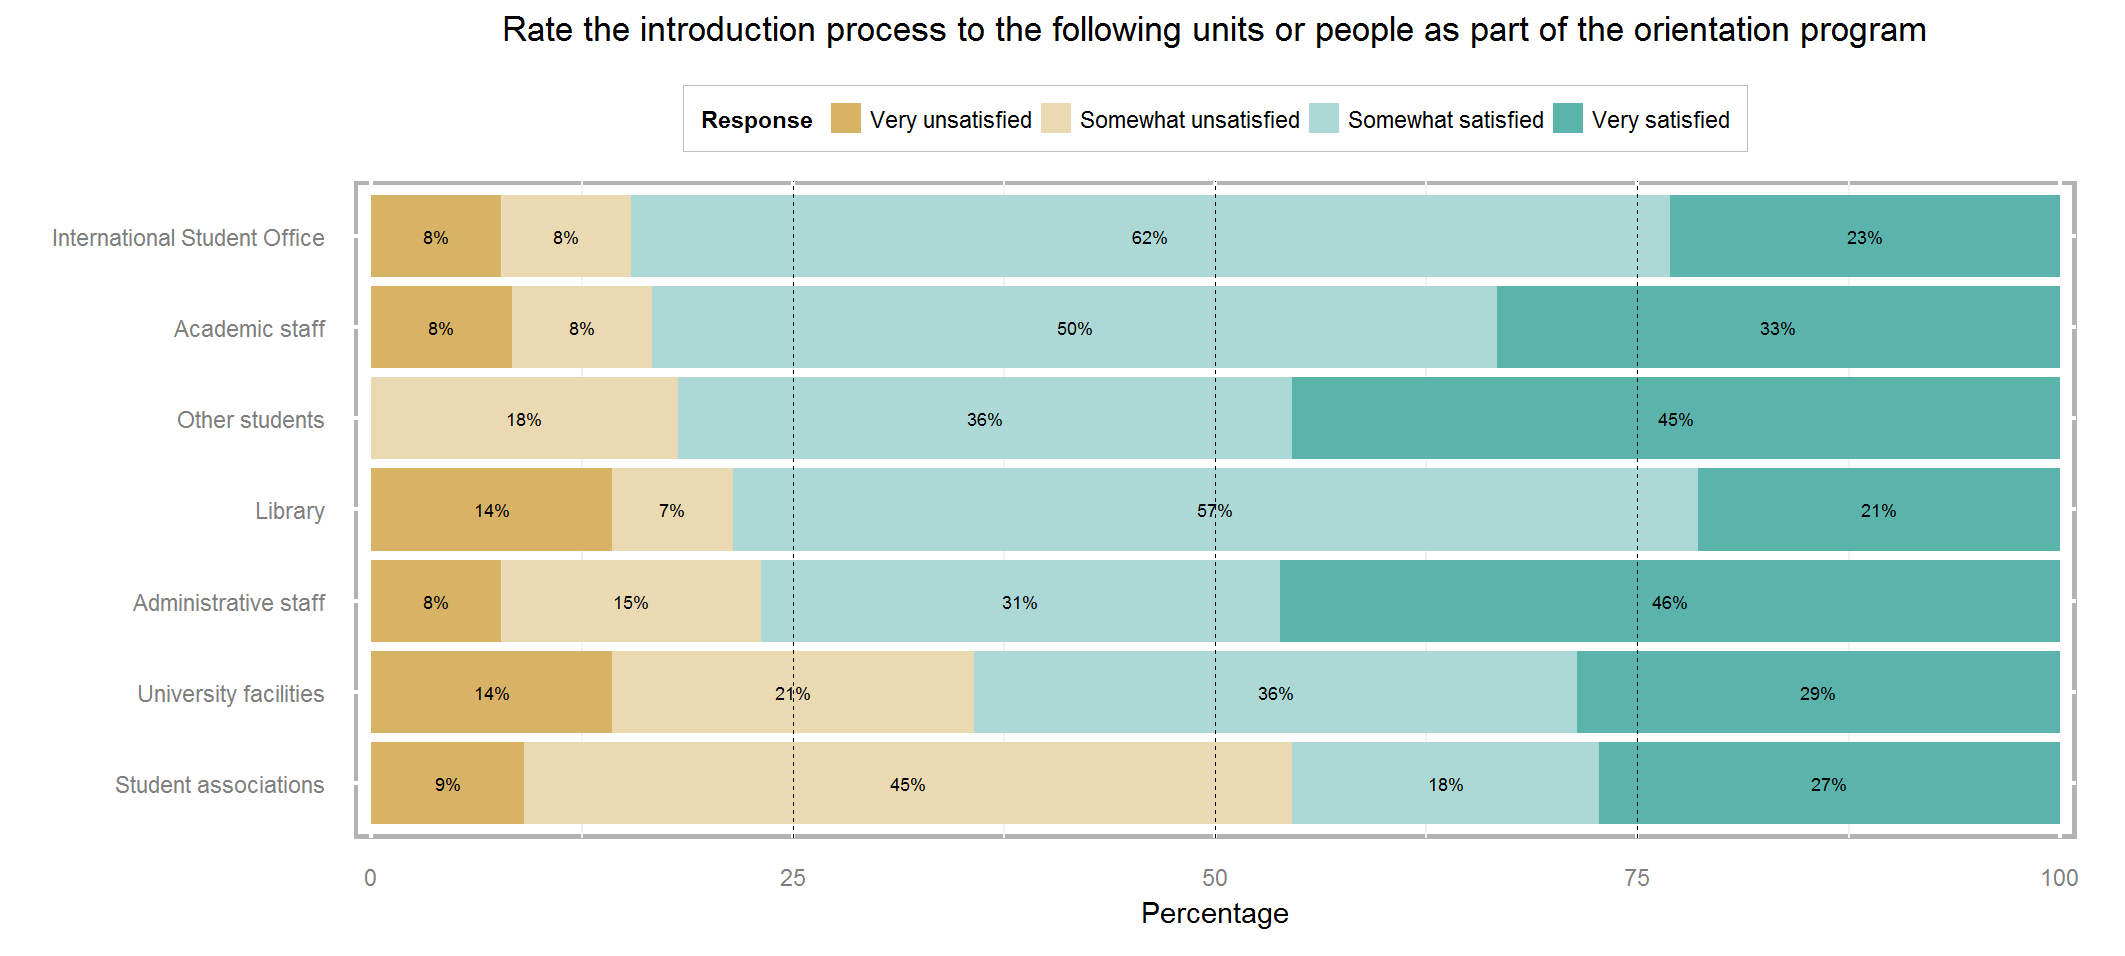 Rate the introduction process to the following units or people as part of the orientation program
Response Very unsatisfied Somewhat unsatisfied Somewhat satisfied Very satisfied
International Student Office 8% 8% 62% 23%
Academic staff 8% 8% 50% 33%
Other students 18% 36% 45%
Library 14% 7% 57% 21%
Administrative staff 8% 15% 31% 46%
University facilities 14% 21% 36% 29%
Student associations 9% 45% 18% 27%
0 25 50 75 100
Percentage